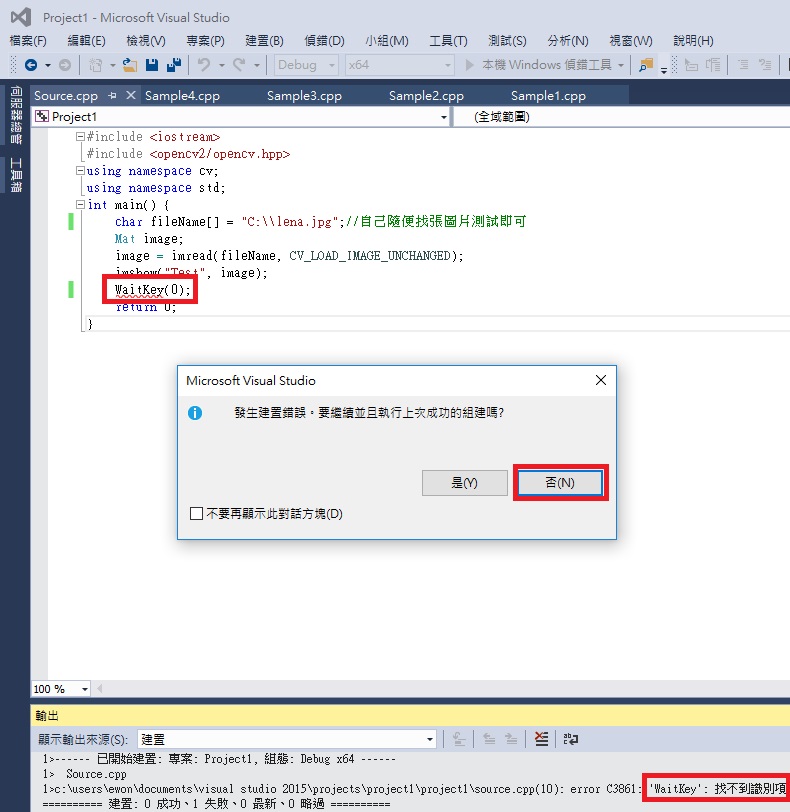 Project1 - Microsoft Visual Studio
檔案(F) 編輯(E) 檢視(V) 專案(P) 建置(B) 偵錯(D) 小組(M) 工具(T) 測試(S) 分析(N) 視窗(W) 說明(H)
Debug x64 本機 Windows 偵錯工具
伺服器總管
工具箱
Source.cpp Sample4.cpp Sample3.cpp Sample2.cpp Sample1.cpp
Project1 (全域範圍)
#include <iostream>
#include <opencv2/opencv.hpp>
using namespace cv;
using namespace std;
int main() {
char fileName[] = "C:\\lena.jpg";//自己隨便找張圖片測試即可
Mat image;
image = imread(fileName, CV_LOAD_IMAGE_UNCHANGED);
imshow("Test", image);
WaitKey(0);
return 0;
}
Microsoft Visual Studio
發生建置錯誤。要繼續並且執行上次成功的組建嗎?
是(Y) 否(N)
不要再顯示此對話方塊(D)
100 %
輸出
顯示輸出來源(S): 建置
1>------ 已開始建置: 專案: Project1, 組態: Debug x64 ------
1> Source.cpp
1>c:\users\ewon\documents\visual studio 2015\projects\project1\project1\source.cpp(10): error C3861: 'WaitKey': 找不到識別項
========== 建置: 0 成功、1 失敗、0 最新、0 略過 ==========